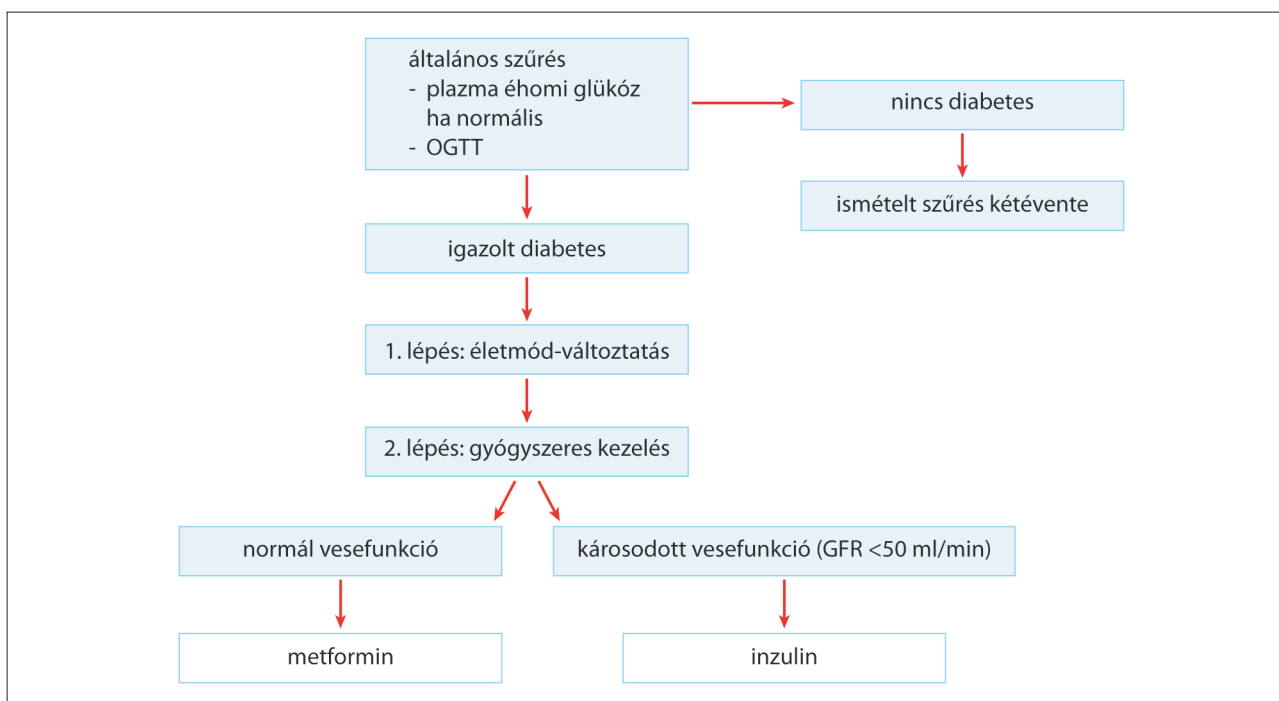 általános szűrés
- plazma éhomi glükóz
ha normális
- OGTT
nincs diabetes
ismételt szűrés kétévente
igazolt diabetes
1. lépés: életmód-változtatás
2. lépés: gyógyszeres kezelés
normál vesefunkció
károsodott vesefunkció (GFR <50 ml/min)
metformin
inzulin